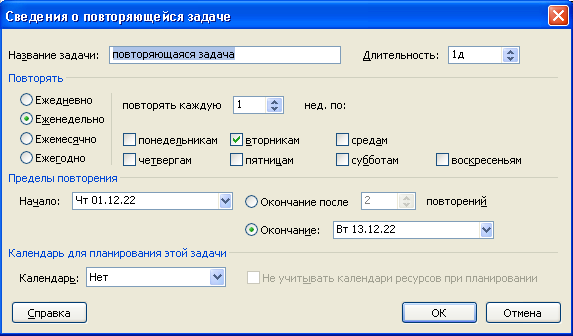 Сведения о повторяющейся задаче
Название задачи: повторяющаяся задача Длительность: 1д
Повторять
Ежедневно
повторять каждую 1 нед. по:
Еженедельно
понедельникам вторникам средам
Ежемесячно
четвергам пятницам субботам воскресеньям
Ежегодно
Пределы повторения
Начало: Чт 01.12.22 Окончание после 2 повторений
Окончание: Вт 13.12.22
Календарь для планирования этой задачи
Календарь: Нет Не учитывать календари ресурсов при планировании
Справка ОК Отмена